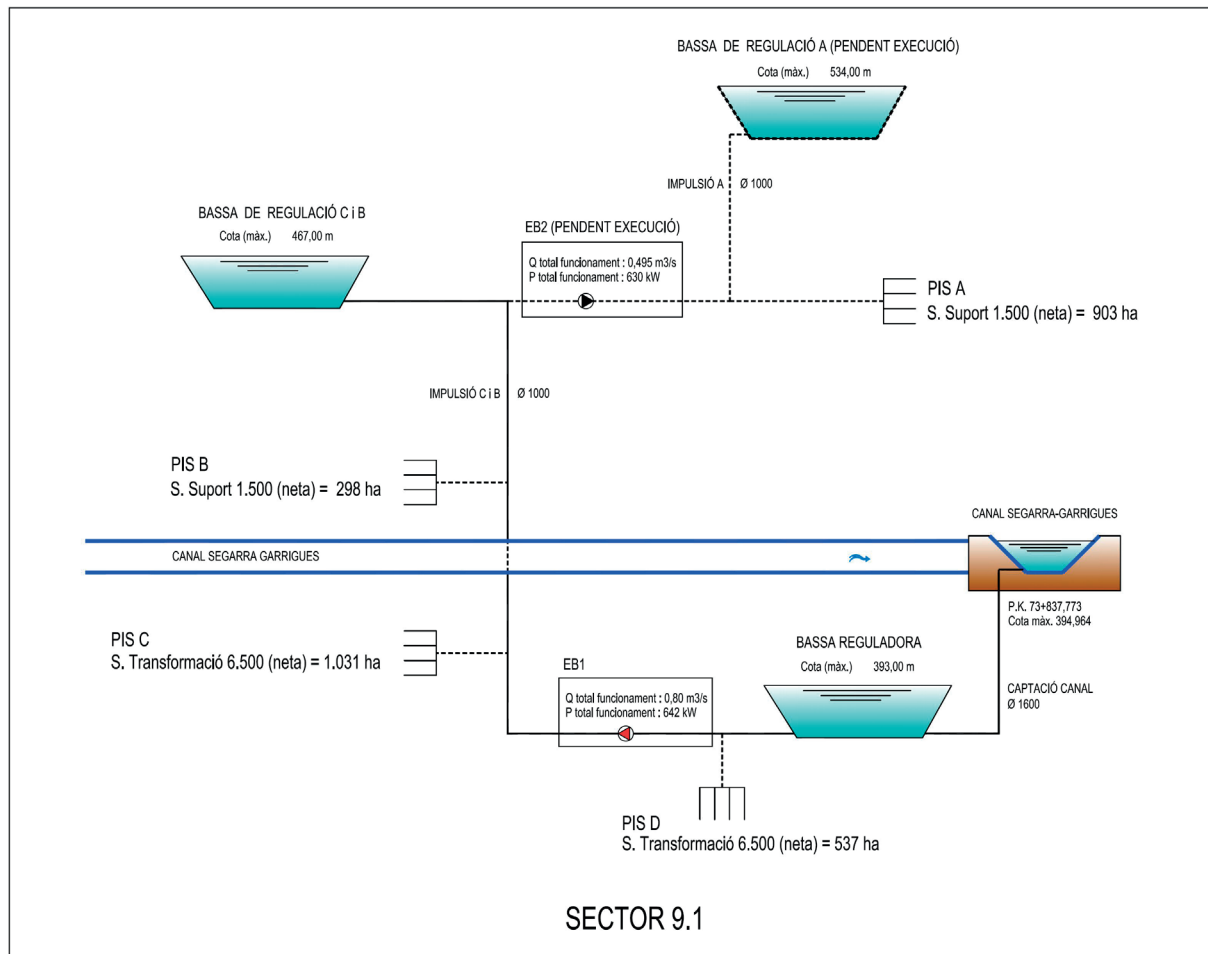 BASSA DE REGULACIÓ A (PENDENT EXECUCIÓ)
Cota (màx.) 534,00 m
IMPULSIÓ A Ø 1000
BASSA DE REGULACIÓ C i B
Cota (màx.) 467,00 m
EB2 (PENDENT EXECUCIÓ)
Q total funcionament : 0,495 m3/s
P total funcionament : 630 kW
PIS A
S. Suport 1.500 (neta) = 903 ha
IMPULSIÓ C i B Ø 1000
PIS B
S. Suport 1.500 (neta) = 298 ha
CANAL SEGARRA-GARRIGUES
CANAL SEGARRA GARRIGUES
P.K. 73+837,773
Cota màx. 394,964
PIS C
S. Transformació 6.500 (neta) = 1.031 ha
BASSA REGULADORA
Cota (màx.) 393,00 m
EB1
Q total funcionament : 0,80 m3/s
P total funcionament : 642 kW
CAPTACIÓ CANAL
Ø 1600
PIS D
S. Transformació 6.500 (neta) = 537 ha
SECTOR 9.1